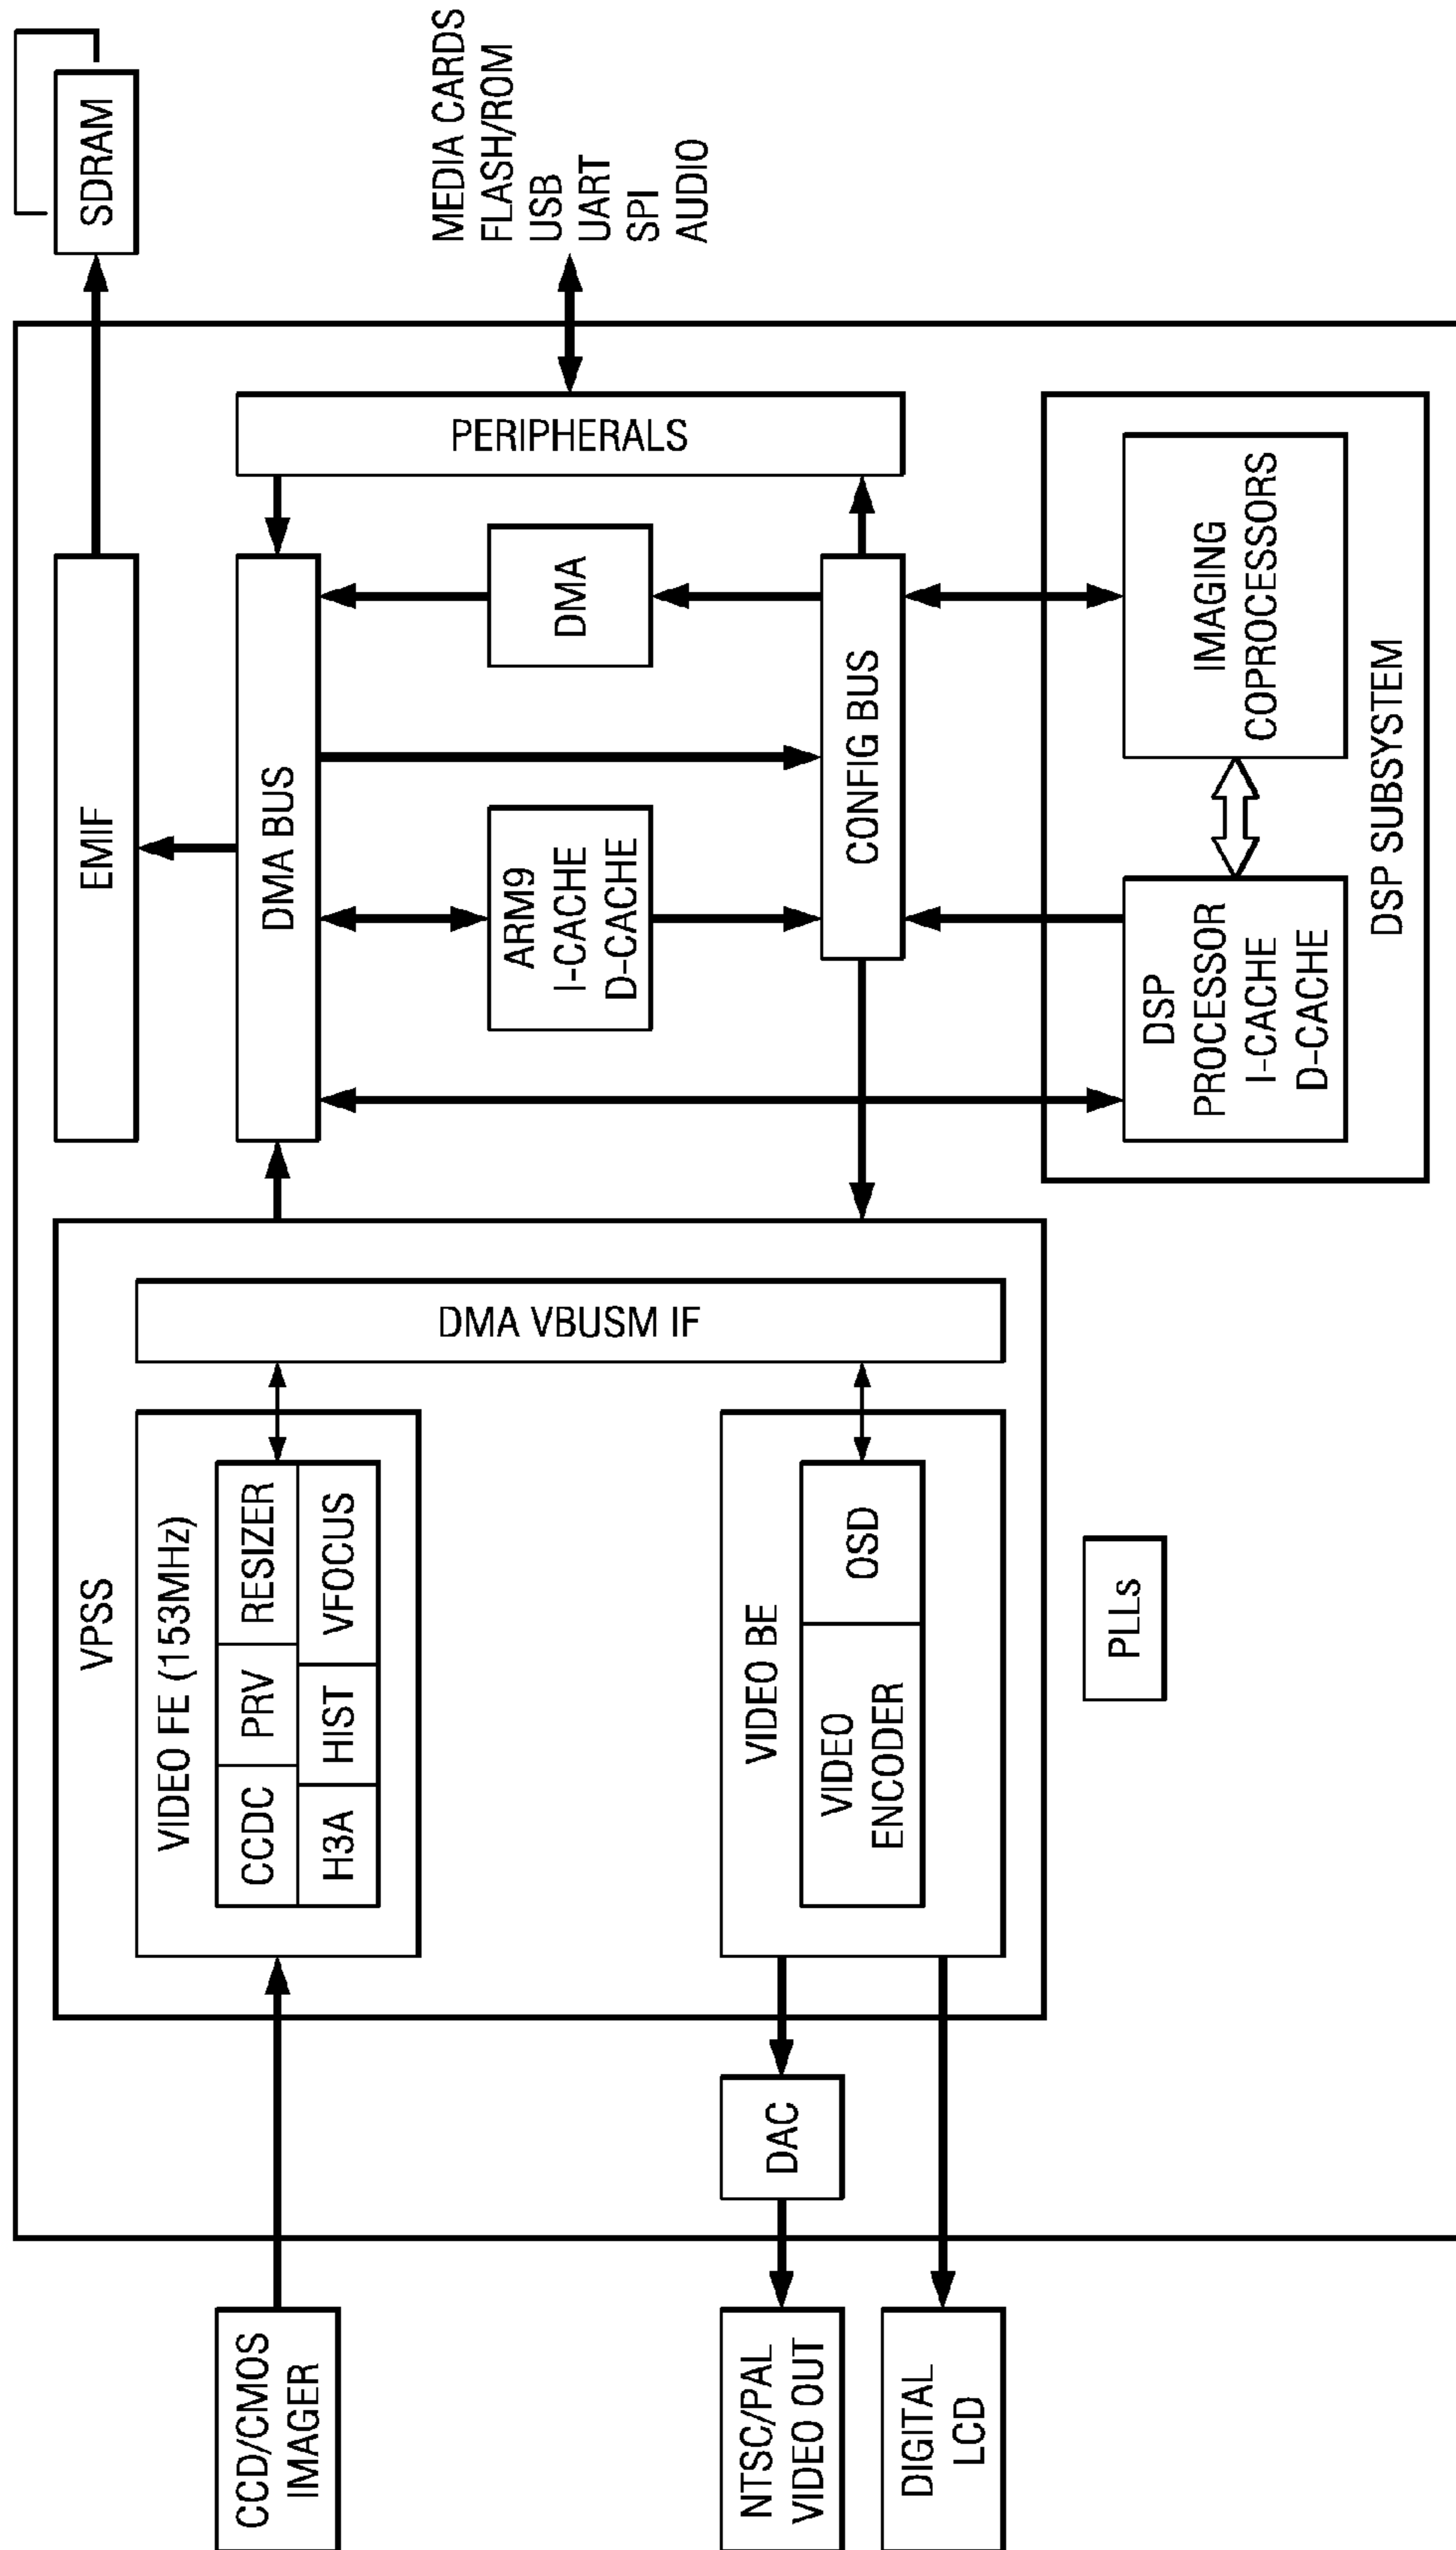 CCD/CMOS
IMAGER
NTSC/PAL
VIDEO OUT
DIGITAL
LCD
DAC
VPSS
VIDEO FE (153MHz)
CCDC
PRV
RESIZER
H3A
HIST
VFOCUS
VIDEO BE
VIDEO
ENCODER
OSD
DMA VBUSM IF
PLLs
EMIF
DMA BUS
ARM9
I-CACHE
D-CACHE
DMA
CONFIG BUS
PERIPHERALS
DSP
PROCESSOR
I-CACHE
D-CACHE
IMAGING
COPROCESSORS
DSP SUBSYSTEM
SDRAM
MEDIA CARDS
FLASH/ROM
USB
UART
SPI
AUDIO